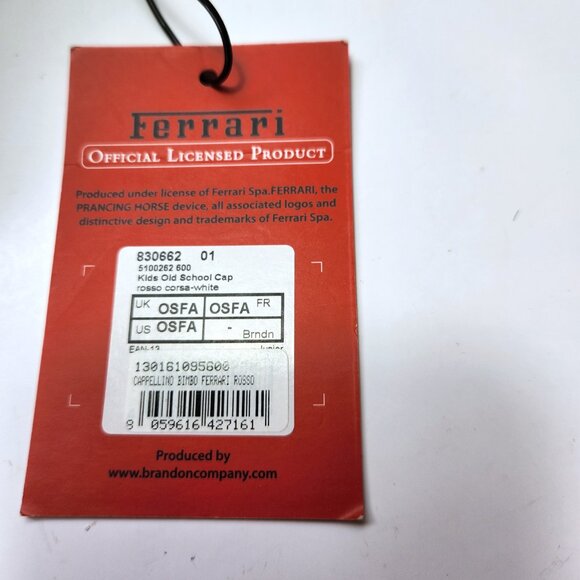 Ferrari
OFFICIAL LICENSED PRODUCT
Produced under license of Ferrari Spa.FERRARI, the
PRANCING HORSE device, all associated logos and
distinctive design and trademarks of Ferrari Spa.
830662 01
5100262 600
Kids Old School Cap
rosso corsa-white
UK OSFA OSFA FR
US OSFA - Brndn
EAN-13 Junior
130161095600
CAPPELLINO BIMBO FERRARI ROSSO
8 059616 427161
Produced by
www.brandoncompany.com